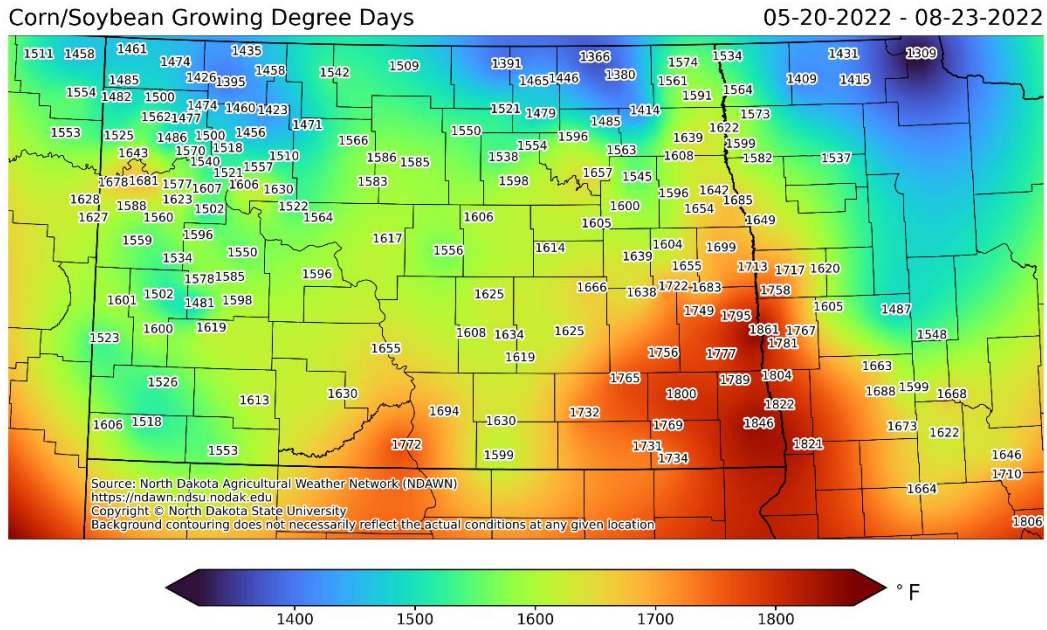 Corn/Soybean Growing Degree Days 05-20-2022 - 08-23-2022
1511 1458 1461 1474 1435 1458 1542 1509 1391 1366 1574 1534 1431 1309
1485 1426 1395 1465 1446 1380 1561 1409 1415
1554 1482 1500 1591 1564
1562 1477 1474 1460 1423 1471 1521 1479 1485 1414 1573
1553 1525 1486 1500 1456 1566 1550 1554 1596 1639 1622
1643 1570 1518 1510 1586 1585 1538 1563 1608 1599 1582 1537
1540 1557
1678 1681 1577 1521 1606 1630 1583 1598 1657 1545 1596 1642
1628 1588 1623 1607 1522 1600 1654 1685
1627 1560 1502 1564 1606 1605 1649
1559 1596 1617 1604 1699
1534 1550 1556 1614 1639 1655 1713 1717 1620
1578 1585 1596
1601 1502 1481 1598 1625 1666 1638 1722 1683 1758 1605 1487
1749 1795
1523 1600 1619 1608 1634 1625 1861 1767 1548
1655 1619 1756 1777 1781
1526 1765 1789 1804 1663
1613 1630 1800 1688 1599 1668
1606 1518 1694 1630 1732 1769 1846 1822 1673 1622
1553 1772 1599 1731 1734 1821 1646
1710
1664
1806
Source: North Dakota Agricultural Weather Network (NDAWN)
https://ndawn.ndsu.nodak.edu
Copyright © North Dakota State University
Background contouring does not necessarily reflect the actual conditions at any given location
° F
1400 1500 1600 1700 1800